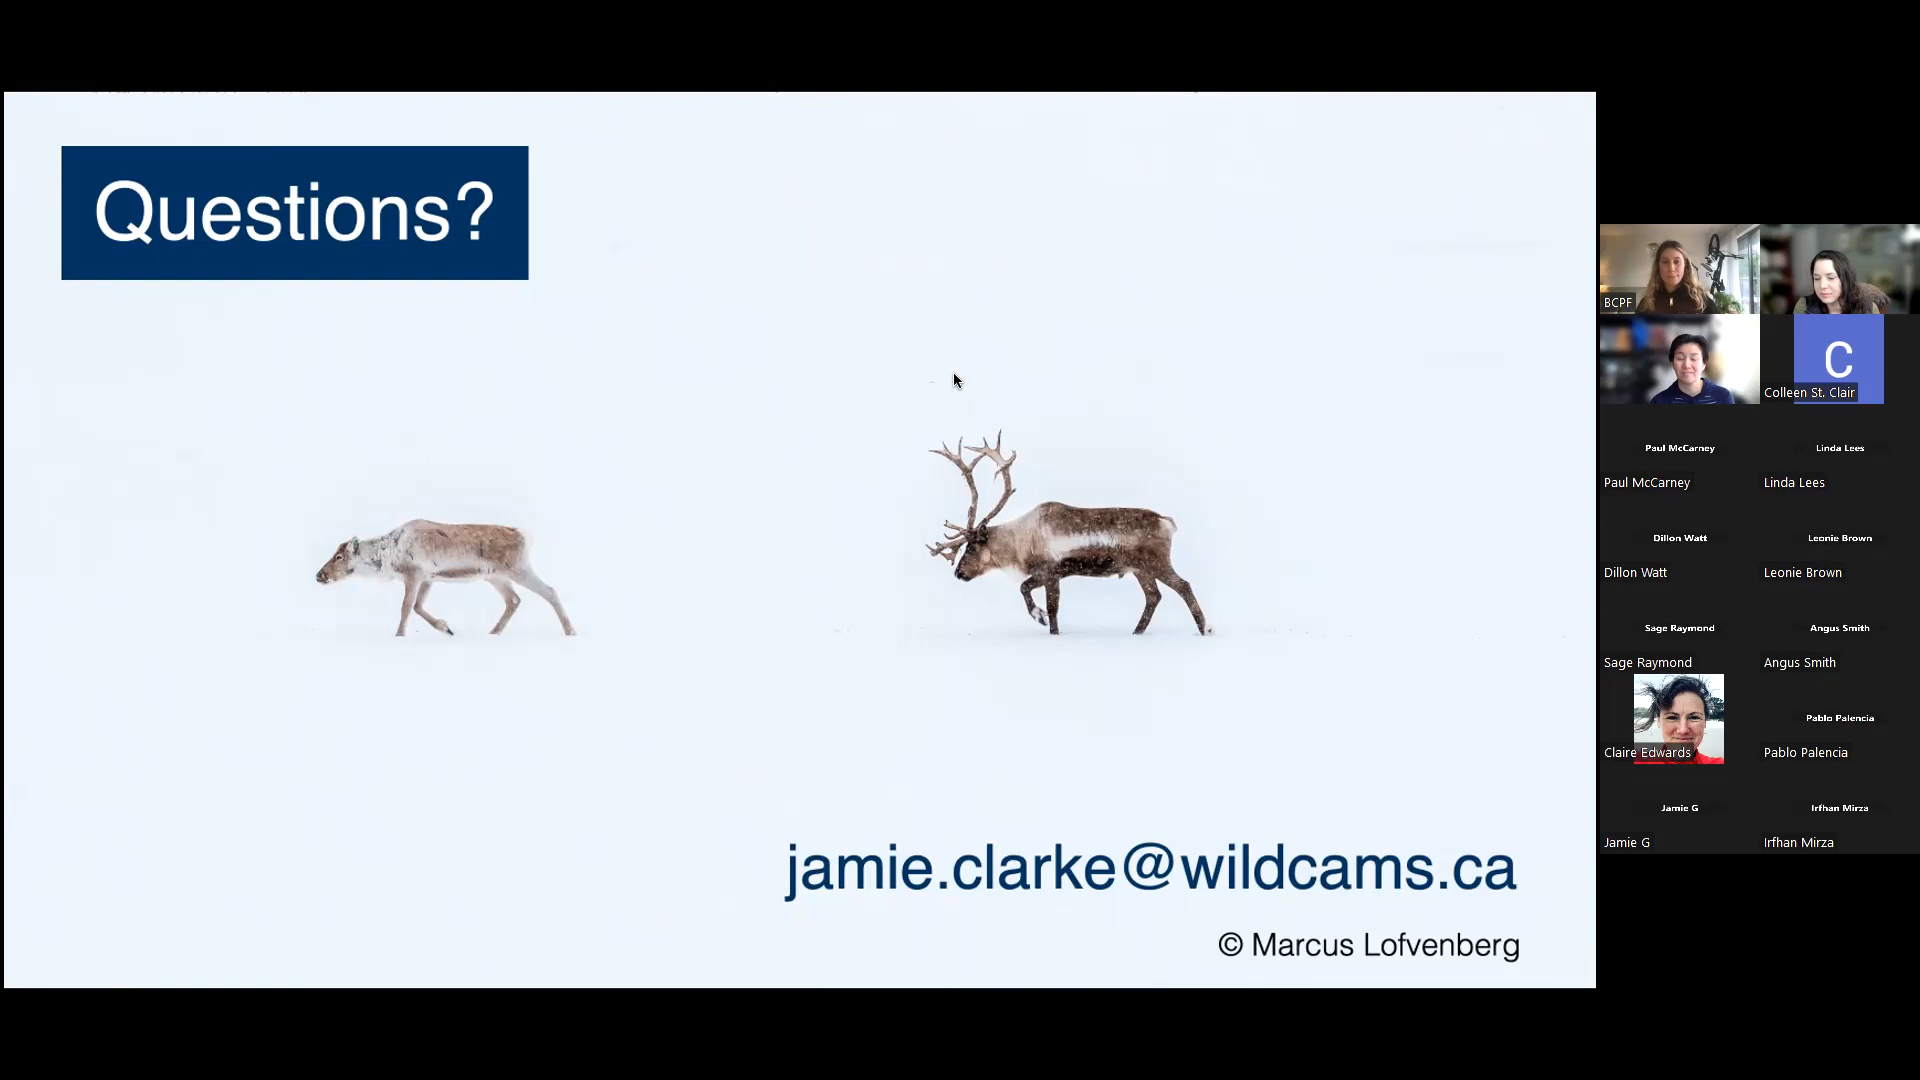 Questions?
jamie.clarke@wildcams.ca
© Marcus Lofvenberg
BCPF
C
Colleen St. Clair
Paul McCarney
Linda Lees
Paul McCarney
Linda Lees
Dillon Watt
Leonie Brown
Dillon Watt
Leonie Brown
Sage Raymond
Angus Smith
Sage Raymond
Angus Smith
Claire Edwards
Pablo Palencia
Pablo Palencia
Jamie G
Irfhan Mirza
Jamie G
Irfhan Mirza